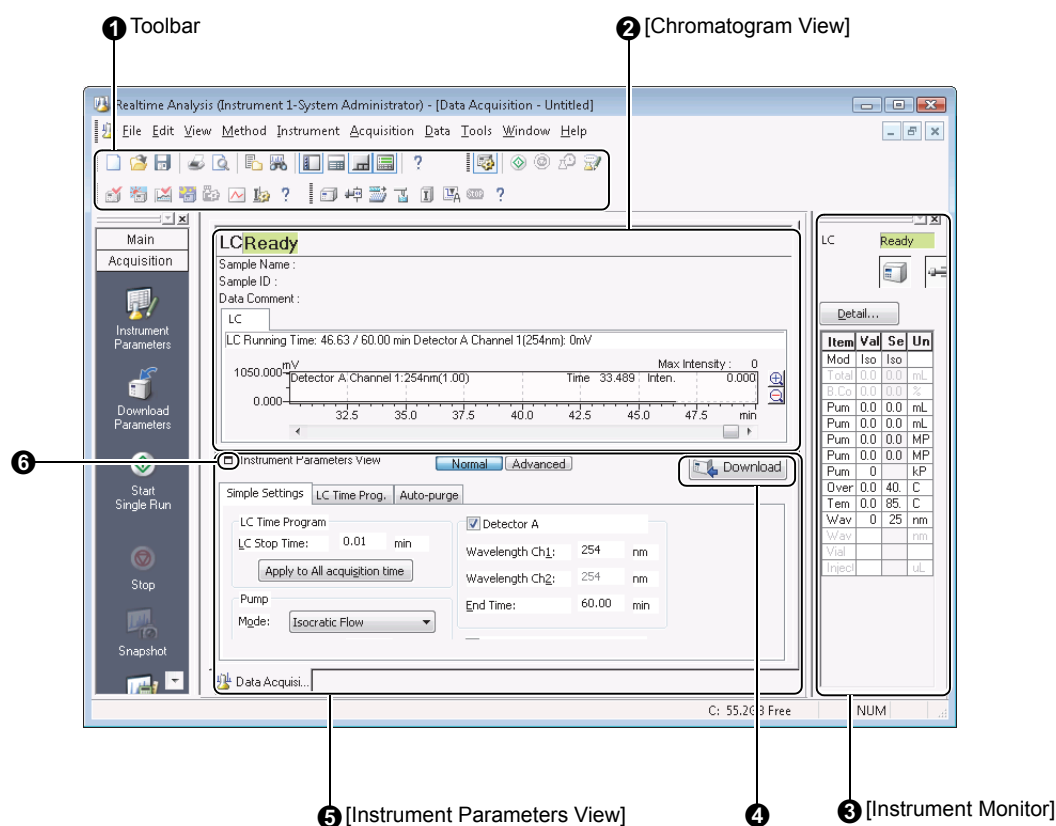 1 Toolbar
2 [Chromatogram View]
Realtime Analysis (Instrument 1-System Administrator) - [Data Acquisition - Untitled]
File Edit View Method Instrument Acquisition Data Tools Window Help
Main
Acquisition
Instrument
Parameters
Download
Parameters
Start
Single Run
Stop
Snapshot
LC Ready
Sample Name :
Sample ID :
Data Comment :
LC
LC Running Time: 46.63 / 60.00 min Detector A Channel 1(254nm): 0mV
mV
Max Intensity : 0
1050.000
Detector A Channel 1:254nm(1.00) Time 33.489 Inten. 0.000
0.000
32.5 35.0 37.5 40.0 42.5 45.0 47.5 min
6
Instrument Parameters View Normal Advanced Download
Simple Settings LC Time Prog. Auto-purge
LC Time Program
LC Stop Time: 0.01 min
Apply to All acquisition time
Pump
Mode: Isocratic Flow
Detector A
Wavelength Ch1: 254 nm
Wavelength Ch2: 254 nm
End Time: 60.00 min
Data Acquisi...
LC Ready
Detail...
Item Val Se Un
Mod Iso Iso
Total 0.0 0.0 mL
B.Co 0.0 0.0 %
Pum 0.0 0.0 mL
Pum 0.0 0.0 mL
Pum 0.0 0.0 MP
Pum 0.0 0.0 MP
Pum 0 kP
Over 0.0 40. C
Tem 0.0 85. C
Wav 0 25 nm
Wav nm
Vial
Inject uL
C: 55.2GB Free NUM
5 [Instrument Parameters View]
4
3 [Instrument Monitor]